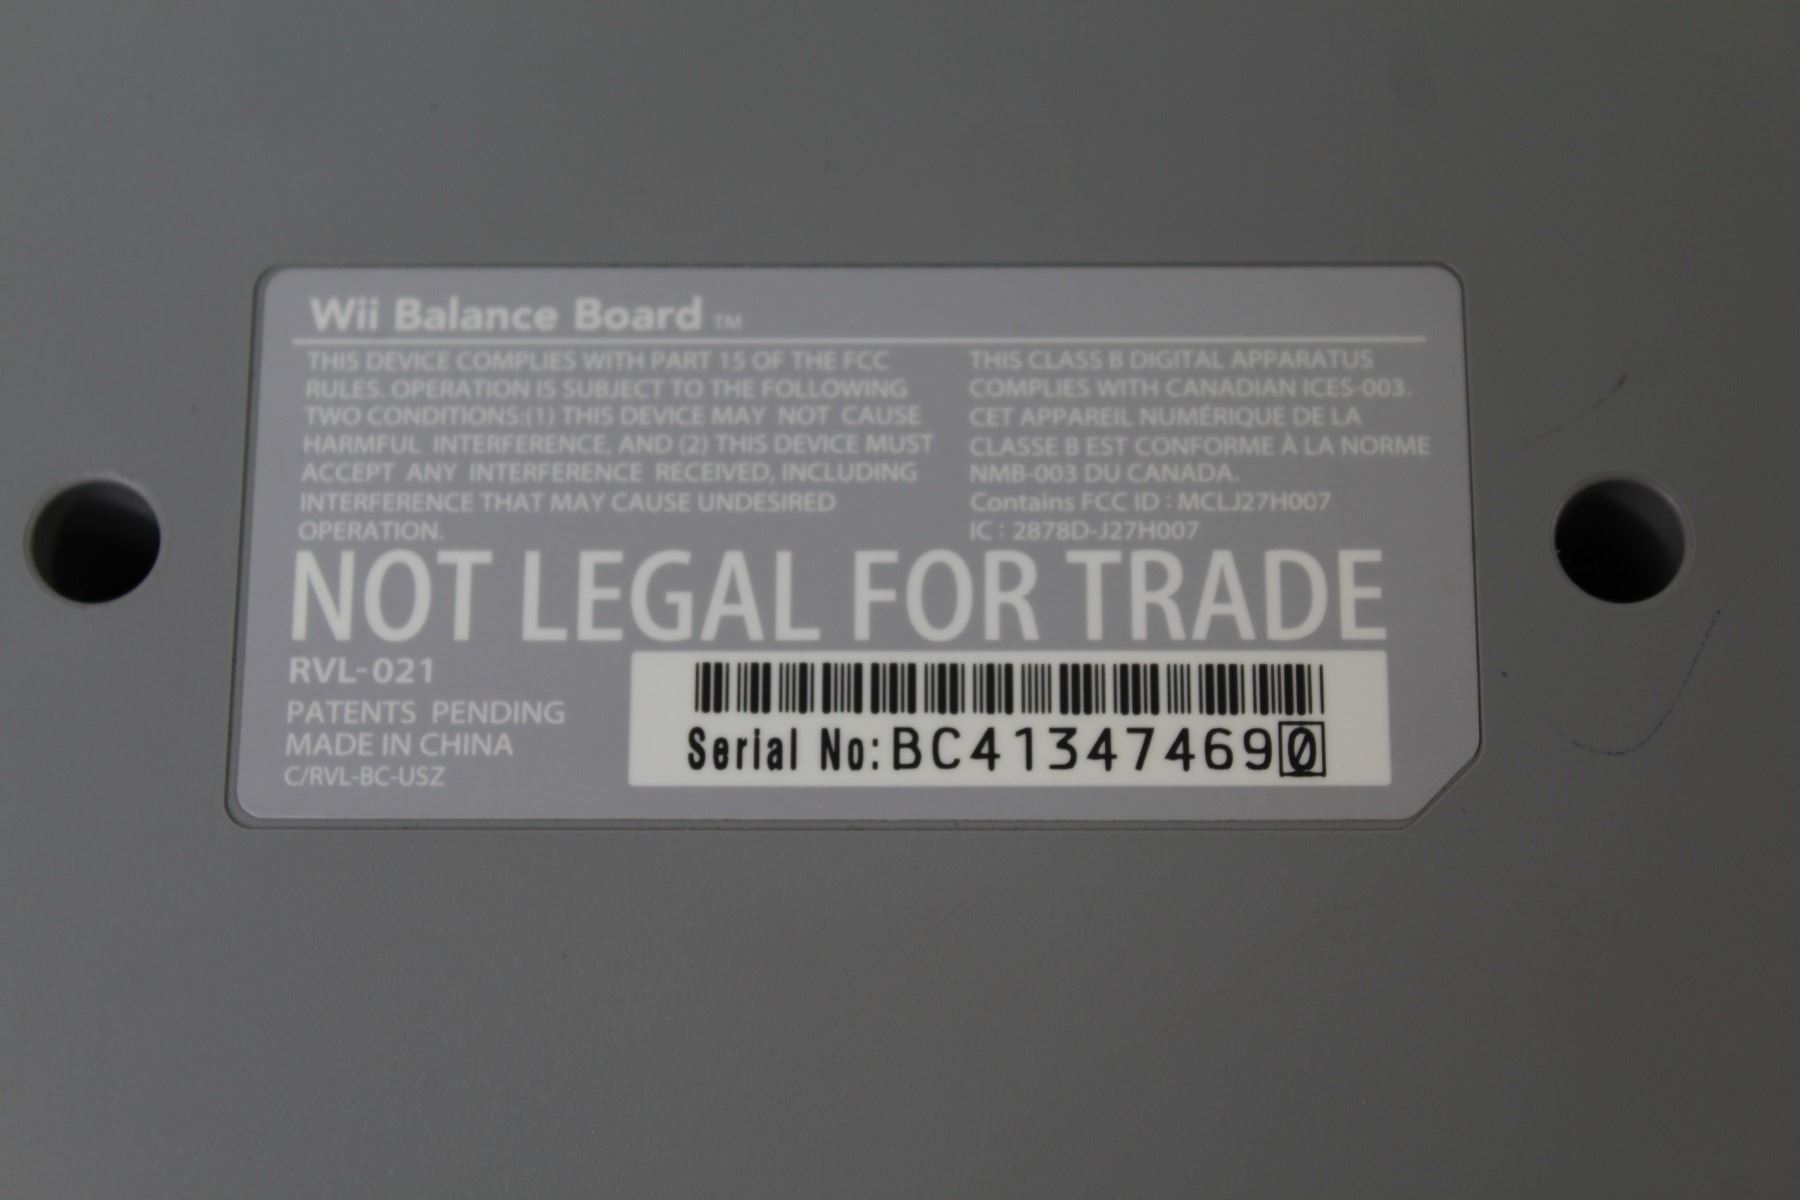 Wii Balance Board ™
THIS DEVICE COMPLIES WITH PART 15 OF THE FCC
RULES. OPERATION IS SUBJECT TO THE FOLLOWING
TWO CONDITIONS:(1) THIS DEVICE MAY NOT CAUSE
HARMFUL INTERFERENCE, AND (2) THIS DEVICE MUST
ACCEPT ANY INTERFERENCE RECEIVED, INCLUDING
INTERFERENCE THAT MAY CAUSE UNDESIRED
OPERATION.
THIS CLASS B DIGITAL APPARATUS
COMPLIES WITH CANADIAN ICES-003.
CET APPAREIL NUMÉRIQUE DE LA
CLASSE B EST CONFORME À LA NORME
NMB-003 DU CANADA.
Contains FCC ID : MCLJ27H007
IC : 2878D-J27H007
NOT LEGAL FOR TRADE
RVL-021
PATENTS PENDING
MADE IN CHINA
C/RVL-BC-USZ
Serial No:BC413474690